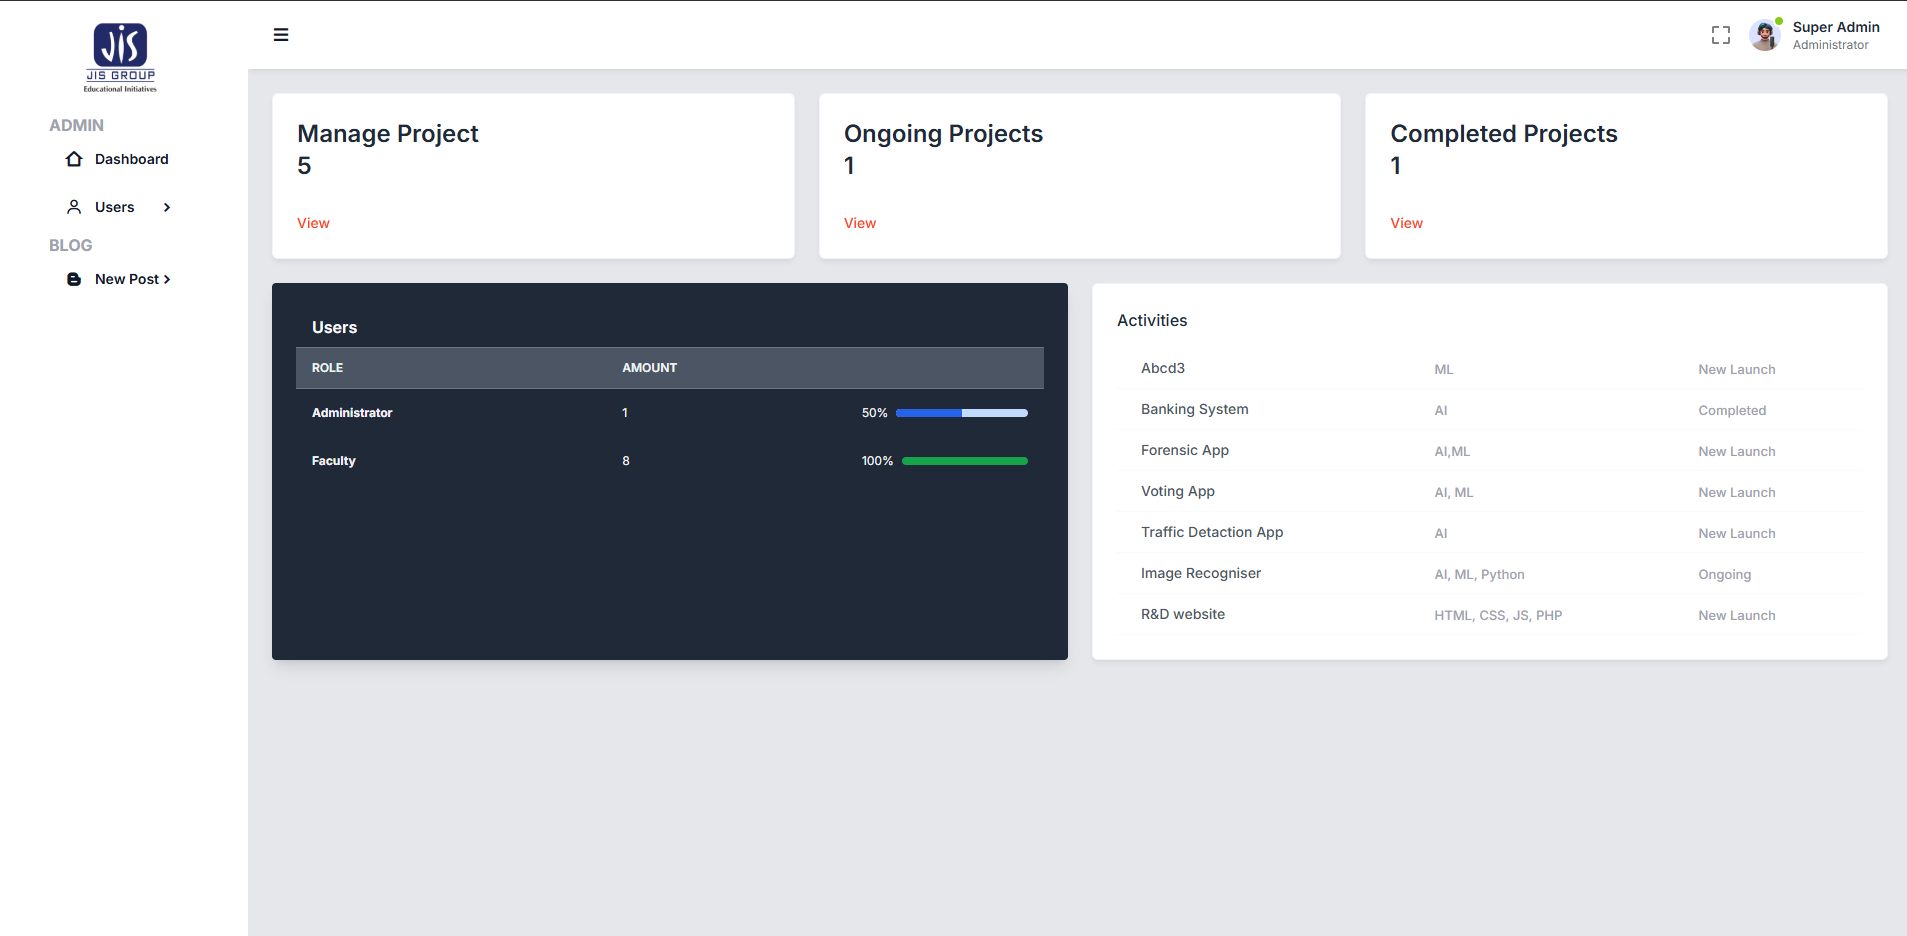 JIS
JIS GROUP
Educational Initiatives
ADMIN
Dashboard
Users
BLOG
New Post
Super Admin
Administrator
Manage Project
5
View
Ongoing Projects
1
View
Completed Projects
1
View
Users
ROLE AMOUNT
Administrator 1 50%
Faculty 8 100%
Activities
Abcd3 ML New Launch
Banking System AI Completed
Forensic App AI,ML New Launch
Voting App AI, ML New Launch
Traffic Detaction App AI New Launch
Image Recogniser AI, ML, Python Ongoing
R&D website HTML, CSS, JS, PHP New Launch